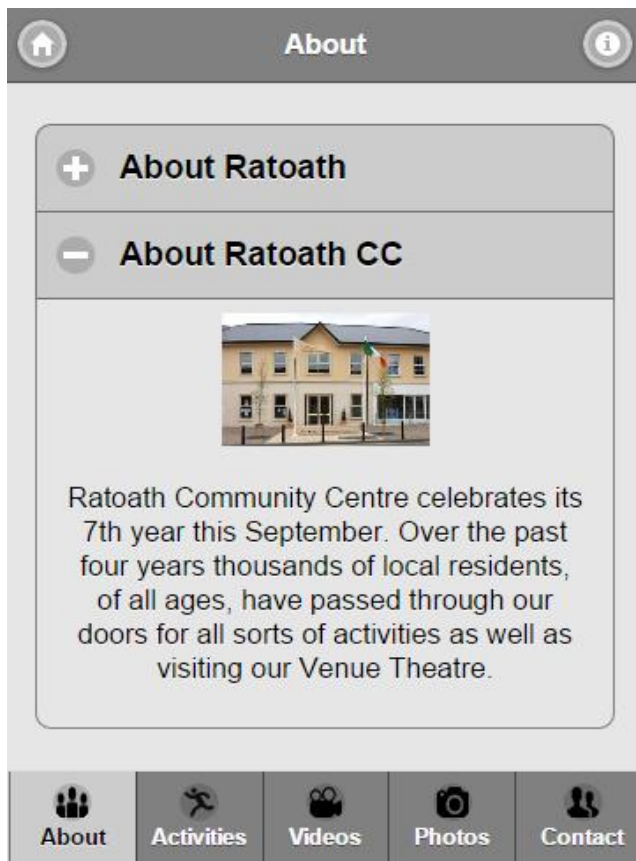 About
About Ratoath
About Ratoath CC
Ratoath Community Centre celebrates its
7th year this September. Over the past
four years thousands of local residents,
of all ages, have passed through our
doors for all sorts of activities as well as
visiting our Venue Theatre.
About Activities Videos Photos Contact